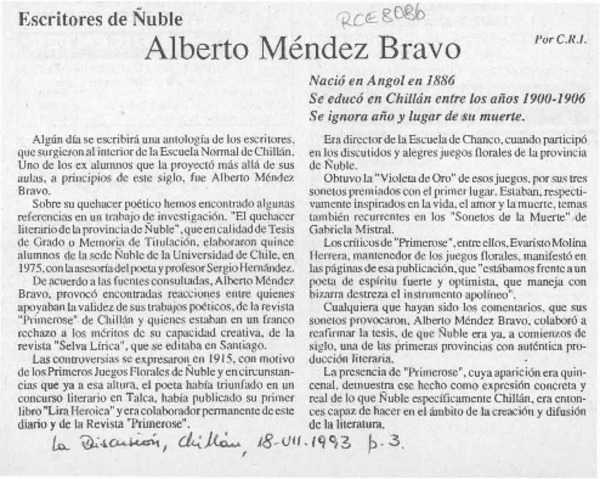 Escritores de Ñuble
RCE8086
Alberto Méndez Bravo
Por C.R.I.
Nació en Angol en 1886
Se educó en Chillán entre los años 1900-1906
Se ignora año y lugar de su muerte.
Algún día se escribirá una antología de los escritores,
que surgieron al interior de la Escuela Normal de Chillán.
Uno de los ex alumnos que la proyectó más allá de sus
aulas, a principios de este siglo, fue Alberto Méndez
Bravo.
Sobre su quehacer poético hemos encontrado algunas
referencias en un trabajo de investigación. "El quehacer
literario de la provincia de Ñuble", que en calidad de Tesis
de Grado o Memoria de Titulación, elaboraron quince
alumnos de la sede Ñuble de la Universidad de Chile, en
1975, con la asesoría del poeta y profesor Sergio Hernández.
De acuerdo a las fuentes consultadas, Alberto Méndez
Bravo, provocó encontradas reacciones entre quienes
apoyaban la validez de sus trabajos poéticos, de la revista
"Primerose" de Chillán y quienes estaban en un franco
rechazo a los méritos de su capacidad creativa, de la
revista "Selva Lírica", que se editaba en Santiago.
Las controversias se expresaron en 1915, con motivo
de los Primeros Juegos Florales de Ñuble y en circunstan-
cias que ya a esa altura, el poeta había triunfado en un
concurso literario en Talca, había publicado su primer
libro "Lira Heroica" y era colaborador permanente de este
diario y de la Revista "Primerose".
Era director de la Escuela de Chanco, cuando participó
en los discutidos y alegres juegos florales de la provincia
de Ñuble.
Obtuvo la "Violeta de Oro" de esos juegos, por sus tres
sonetos premiados con el primer lugar. Estaban, respecti-
vamente inspirados en la vida, el amor y la muerte, temas
también recurrentes en los "Sonetos de la Muerte" de
Gabriela Mistral.
Los críticos de "Primerose", entre ellos, Evaristo Molina
Herrera, mantenedor de los juegos florales, manifestó en
las páginas de esa publicación, que "estábamos frente a un
poeta de espíritu fuerte y optimista, que maneja con
bizarra destreza el instrumento apolíneo".
Cualquiera que hayan sido los comentarios, que sus
sonetos provocaron, Alberto Méndez Bravo, colaboró a
reafirmar la tesis, de que Ñuble era ya, a comienzos de
siglo, una de las primeras provincias con auténtica pro-
ducción literaria.
La presencia de "Primerose", cuya aparición era quin-
cenal, demuestra ese hecho como expresión concreta y
real de lo que Ñuble específicamente Chillán, era enton-
ces capaz de hacer en el ámbito de la creación y difusión
de la literatura.
La Discusión, Chillán, 18-VII-1993 p. 3.